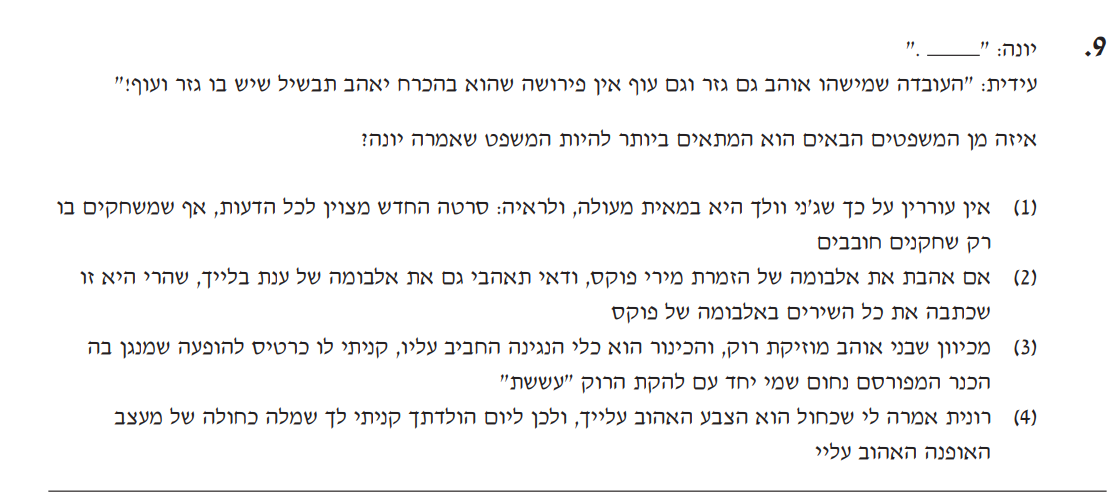 9. יונה: "_____ ."
עידית: "העובדה שמישהו אוהב גם גזר וגם עוף אין פירושה שהוא בהכרח יאהב תבשיל שיש בו גזר ועוף!"
איזה מן המשפטים הבאים הוא המתאים ביותר להיות המשפט שאמרה יונה?
(1) אין עוררין על כך שג'ני וולך היא במאית מעולה, ולראיה: סרטה החדש מצוין לכל הדעות, אף שמשחקים בו
רק שחקנים חובבים
(2) אם אהבת את אלבומה של הזמרת מירי פוקס, ודאי תאהבי גם את אלבומה של ענת בלייך, שהרי היא זו
שכתבה את כל השירים באלבומה של פוקס
(3) מכיוון שבני אוהב מוזיקת רוק, והכינור הוא כלי הנגינה החביב עליו, קניתי לו כרטיס להופעה שמנגן בה
הכנר המפורסם נחום שמי יחד עם להקת הרוק "עששת"
(4) רונית אמרה לי שכחול הוא הצבע האהוב עלייך, ולכן ליום הולדתך קניתי לך שמלה כחולה של מעצב
האופנה האהוב עליי